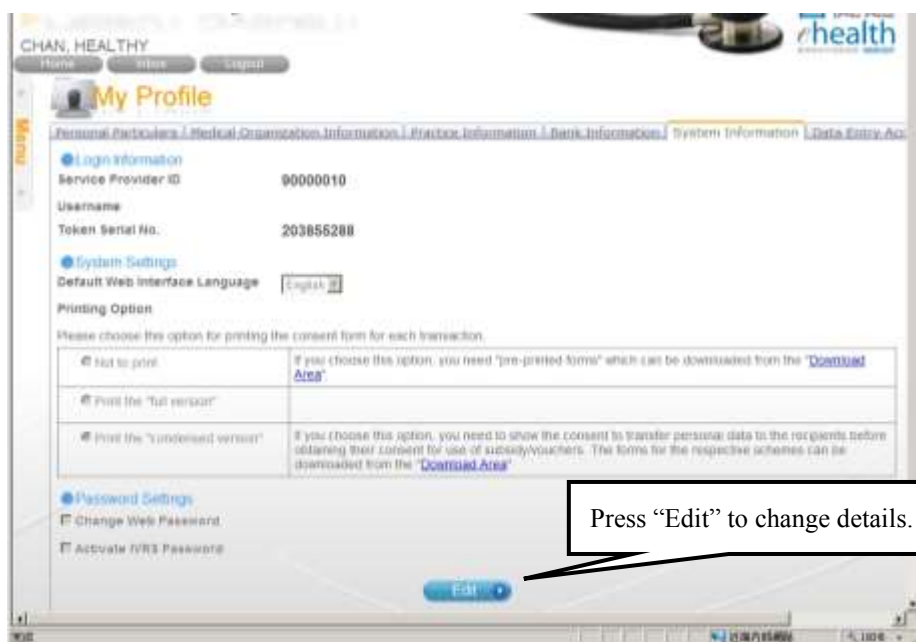 CHAN, HEALTHY
ehealth
Home Inbox Logout
My Profile
Menu
Personal Particulars | Medical Organization Information | Practice Information | Bank Information | System Information | Data Entry Acc
Login Information
Service Provider ID 90000010
Username
Token Serial No. 203855288
System Settings
Default Web Interface Language English
Printing Option
Please choose this option for printing the consent form for each transaction.
Not to print
If you choose this option, you need "pre-printed forms" which can be downloaded from the "Download
Area"
Print the "full version"
Print the "condensed version"
If you choose this option, you need to show the consent to transfer personal data to the recipients before
obtaining their consent for use of subsidy/vouchers. The forms for the respective schemes can be
downloaded from the "Download Area"
Password Settings
Change Web Password
Activate IVRS Password
Press “Edit” to change details.
Edit
100%